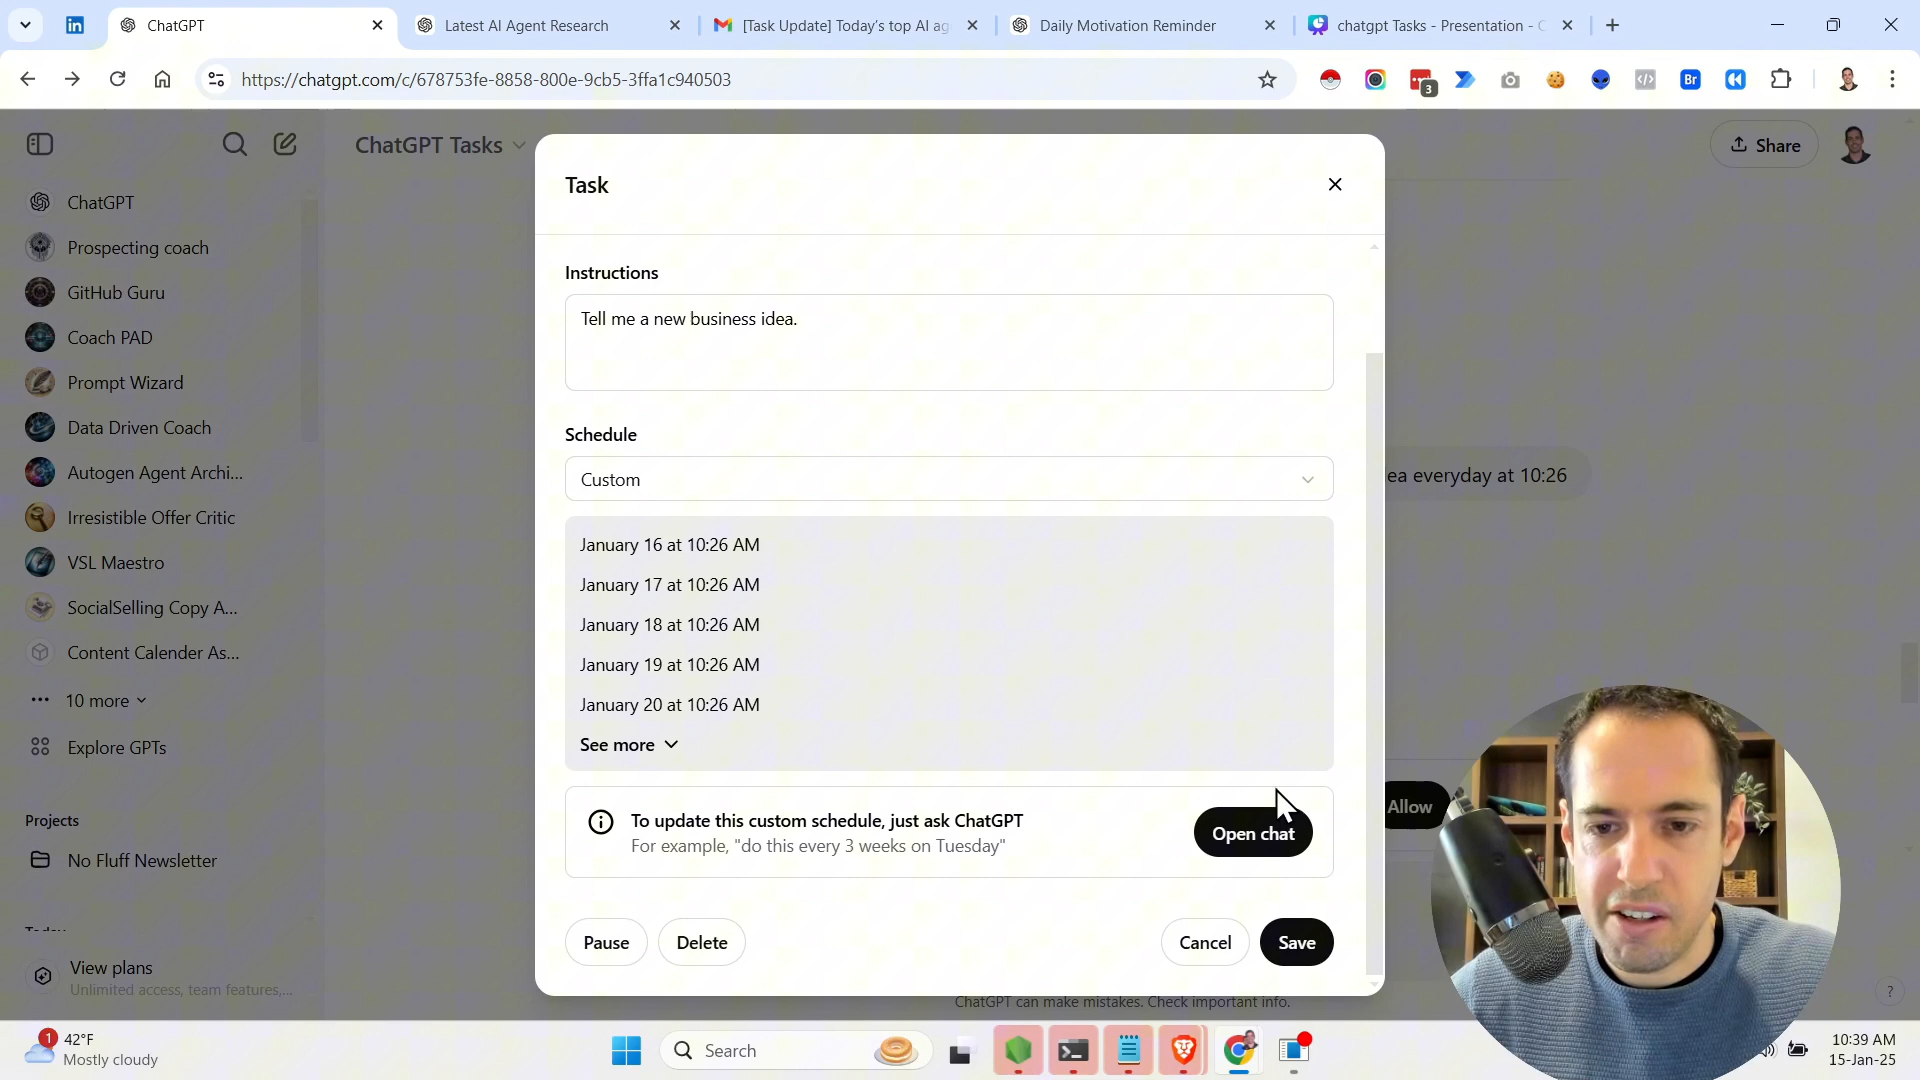 ChatGPT
Latest AI Agent Research
[Task Update] Today's top AI ag
Daily Motivation Reminder
chatgpt Tasks - Presentation - C
https://chatgpt.com/c/678753fe-8858-800e-9cb5-3ffa1c940503
3
Br
ChatGPT Tasks
Share
ChatGPT
Prospecting coach
GitHub Guru
Coach PAD
Prompt Wizard
Data Driven Coach
Autogen Agent Archi...
Irresistible Offer Critic
VSL Maestro
SocialSelling Copy A...
Content Calender As...
10 more
Explore GPTs
Projects
No Fluff Newsletter
Today
View plans
Unlimited access, team features,...
Task
Instructions
Tell me a new business idea.
Schedule
Custom
January 16 at 10:26 AM
January 17 at 10:26 AM
January 18 at 10:26 AM
January 19 at 10:26 AM
January 20 at 10:26 AM
See more
To update this custom schedule, just ask ChatGPT
For example, "do this every 3 weeks on Tuesday"
Open chat
Pause
Delete
Cancel
Save
ea everyday at 10:26
Allow
ChatGPT can make mistakes. Check important info.
?
1
42°F
Mostly cloudy
Search
10:39 AM
15-Jan-25